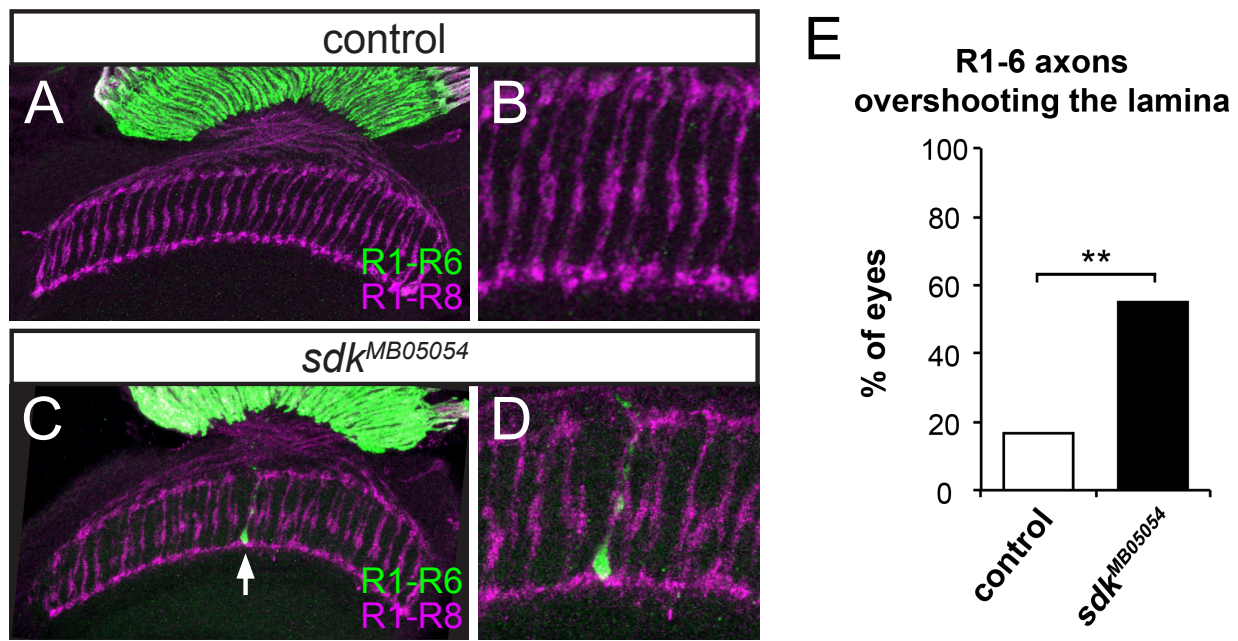 control
A
B
R1-R6
R1-R8
sdkMB05054
C
D
R1-R6
R1-R8
E
R1-6 axons
overshooting the lamina
% of eyes
100
80
60
40
20
0
**
control
sdkMB05054